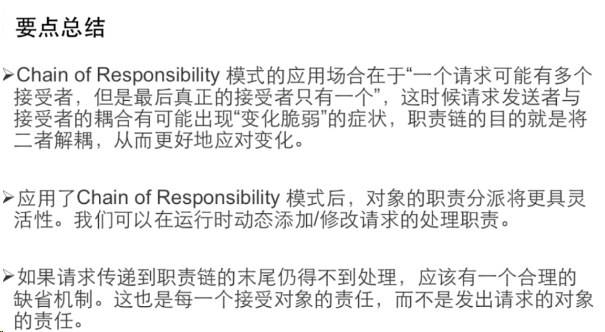 要点总结
➢Chain of Responsibility 模式的应用场合在于“一个请求可能有多个
接受者，但是最后真正的接受者只有一个”，这时候请求发送者与
接受者的耦合有可能出现“变化脆弱”的症状，职责链的目的就是将
二者解耦，从而更好地应对变化。
➢应用了Chain of Responsibility 模式后，对象的职责分派将更具灵
活性。我们可以在运行时动态添加/修改请求的处理职责。
➢如果请求传递到职责链的末尾仍得不到处理，应该有一个合理的
缺省机制。这也是每一个接受对象的责任，而不是发出请求的对象
的责任。